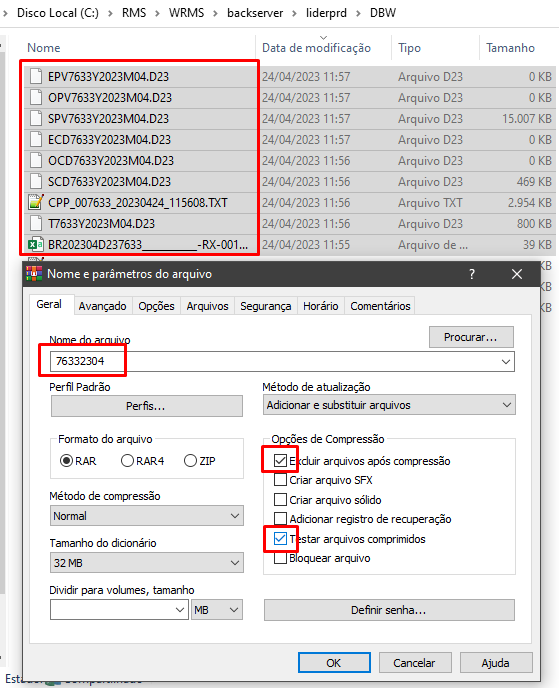 Disco Local (C:) > RMS > WRMS > backserver > liderprd > DBW
Nome Data de modificação Tipo Tamanho
EPV7633Y2023M04.D23 24/04/2023 11:57 Arquivo D23 0 KB
OPV7633Y2023M04.D23 24/04/2023 11:57 Arquivo D23 0 KB
SPV7633Y2023M04.D23 24/04/2023 11:57 Arquivo D23 15.007 KB
ECD7633Y2023M04.D23 24/04/2023 11:57 Arquivo D23 0 KB
OCD7633Y2023M04.D23 24/04/2023 11:56 Arquivo D23 0 KB
SCD7633Y2023M04.D23 24/04/2023 11:56 Arquivo D23 469 KB
CPP_007633_20230424_115608.TXT 24/04/2023 11:56 Arquivo TXT 2.954 KB
T7633Y2023M04.D23 24/04/2023 11:56 Arquivo D23 800 KB
BR202304D237633__________-RX-001... 24/04/2023 11:55 Arquivo de ... 39 KB
KB
KB
KB
Nome e parâmetros do arquivo
Geral Avançado Opções Arquivos Segurança Horário Comentários
Nome do arquivo Procurar...
76332304
Perfil Padrão Método de atualização
Perfis... Adicionar e substituir arquivos
Formato do arquivo Opções de Compressão
RAR RAR4 ZIP Excluir arquivos após compressão
Criar arquivo SFX
Método de compressão Criar arquivo sólido
Normal Adicionar registro de recuperação
Tamanho do dicionário Testar arquivos comprimidos
32 MB Bloquear arquivo
Dividir para volumes, tamanho
MB Definir senha...
OK Cancelar Ajuda